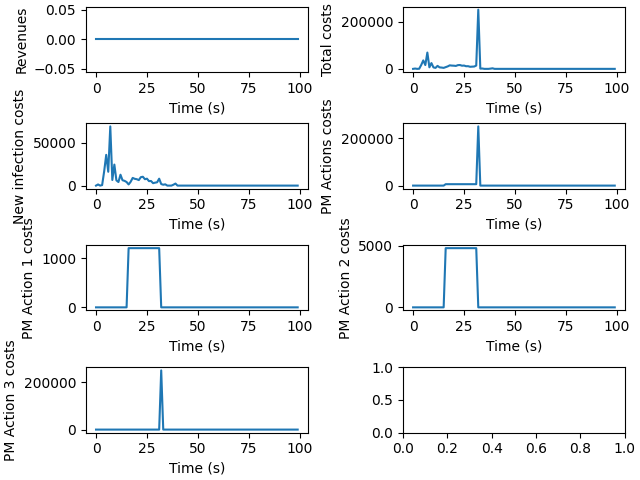 Revenues
0.05
0.00
−0.05
0 25 50 75 100
Time (s)
Total costs
200000
0
0 25 50 75 100
Time (s)
New infection costs
50000
0
0 25 50 75 100
Time (s)
PM Actions costs
200000
0
0 25 50 75 100
Time (s)
PM Action 1 costs
1000
0
0 25 50 75 100
Time (s)
PM Action 2 costs
5000
0
0 25 50 75 100
Time (s)
PM Action 3 costs
200000
0
0 25 50 75 100
Time (s)
1.0
0.5
0.0
0.0 0.2 0.4 0.6 0.8 1.0